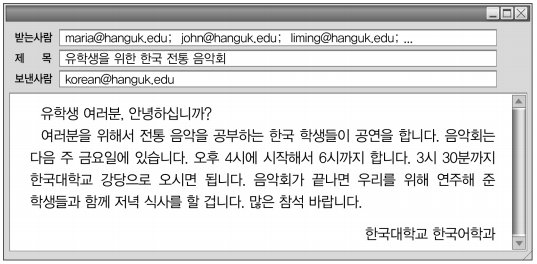 받는사람 maria@hanguk.edu; john@hanguk.edu; liming@hanguk.edu; ...
제 목 유학생을 위한 한국 전통 음악회
보낸사람 korean@hanguk.edu
유학생 여러분, 안녕하십니까?
여러분을 위해서 전통 음악을 공부하는 한국 학생들이 공연을 합니다. 음악회는
다음 주 금요일에 있습니다. 오후 4시에 시작해서 6시까지 합니다. 3시 30분까지
한국대학교 강당으로 오시면 됩니다. 음악회가 끝나면 우리를 위해 연주해 준
학생들과 함께 저녁 식사를 할 겁니다. 많은 참석 바랍니다.
한국대학교 한국어학과